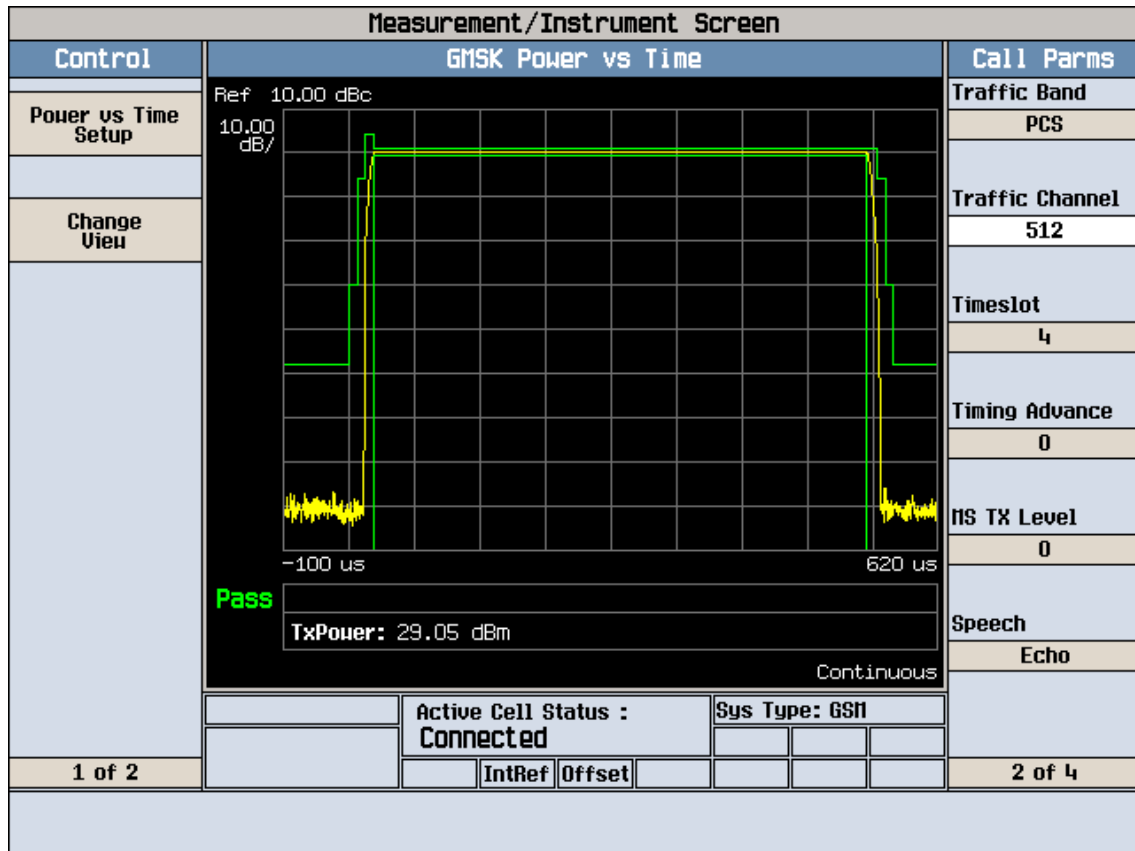 Measurement/Instrument Screen
Control
Power vs Time
Setup
Change
View
1 of 2
GMSK Power vs Time
Ref 10.00 dBc
10.00
dB/
-100 us
620 us
Pass
TxPower: 29.05 dBm
Continuous
Active Cell Status :
Connected
Sys Type: GSM
IntRef
Offset
Call Parms
Traffic Band
PCS
Traffic Channel
512
Timeslot
4
Timing Advance
0
MS TX Level
0
Speech
Echo
2 of 4